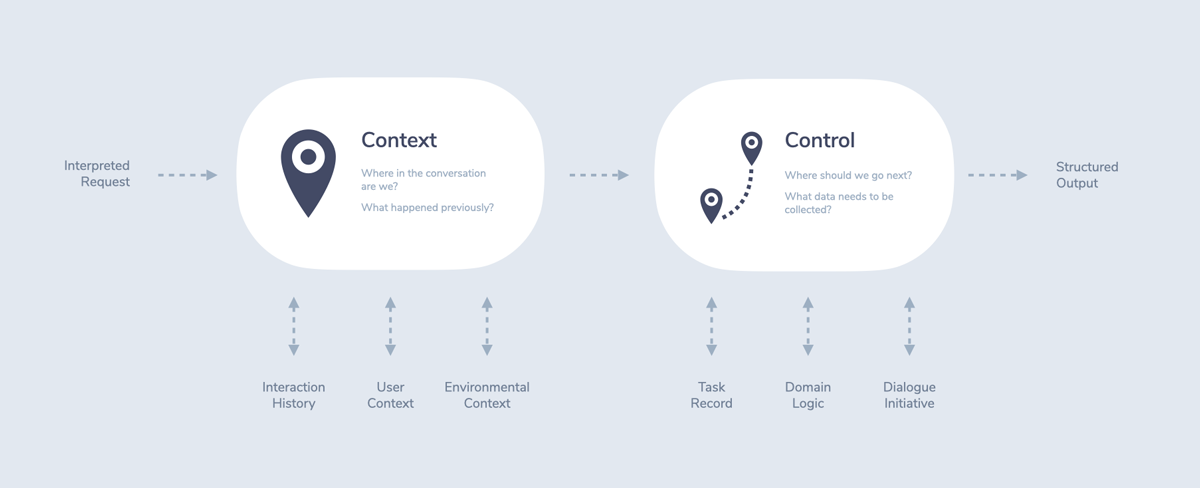 Interpreted
Request
Context
Where in the conversation
are we?
What happened previously?
Control
Where should we go next?
What data needs to be
collected?
Structured
Output
Interaction
History
User
Context
Environmental
Context
Task
Record
Domain
Logic
Dialogue
Initiative